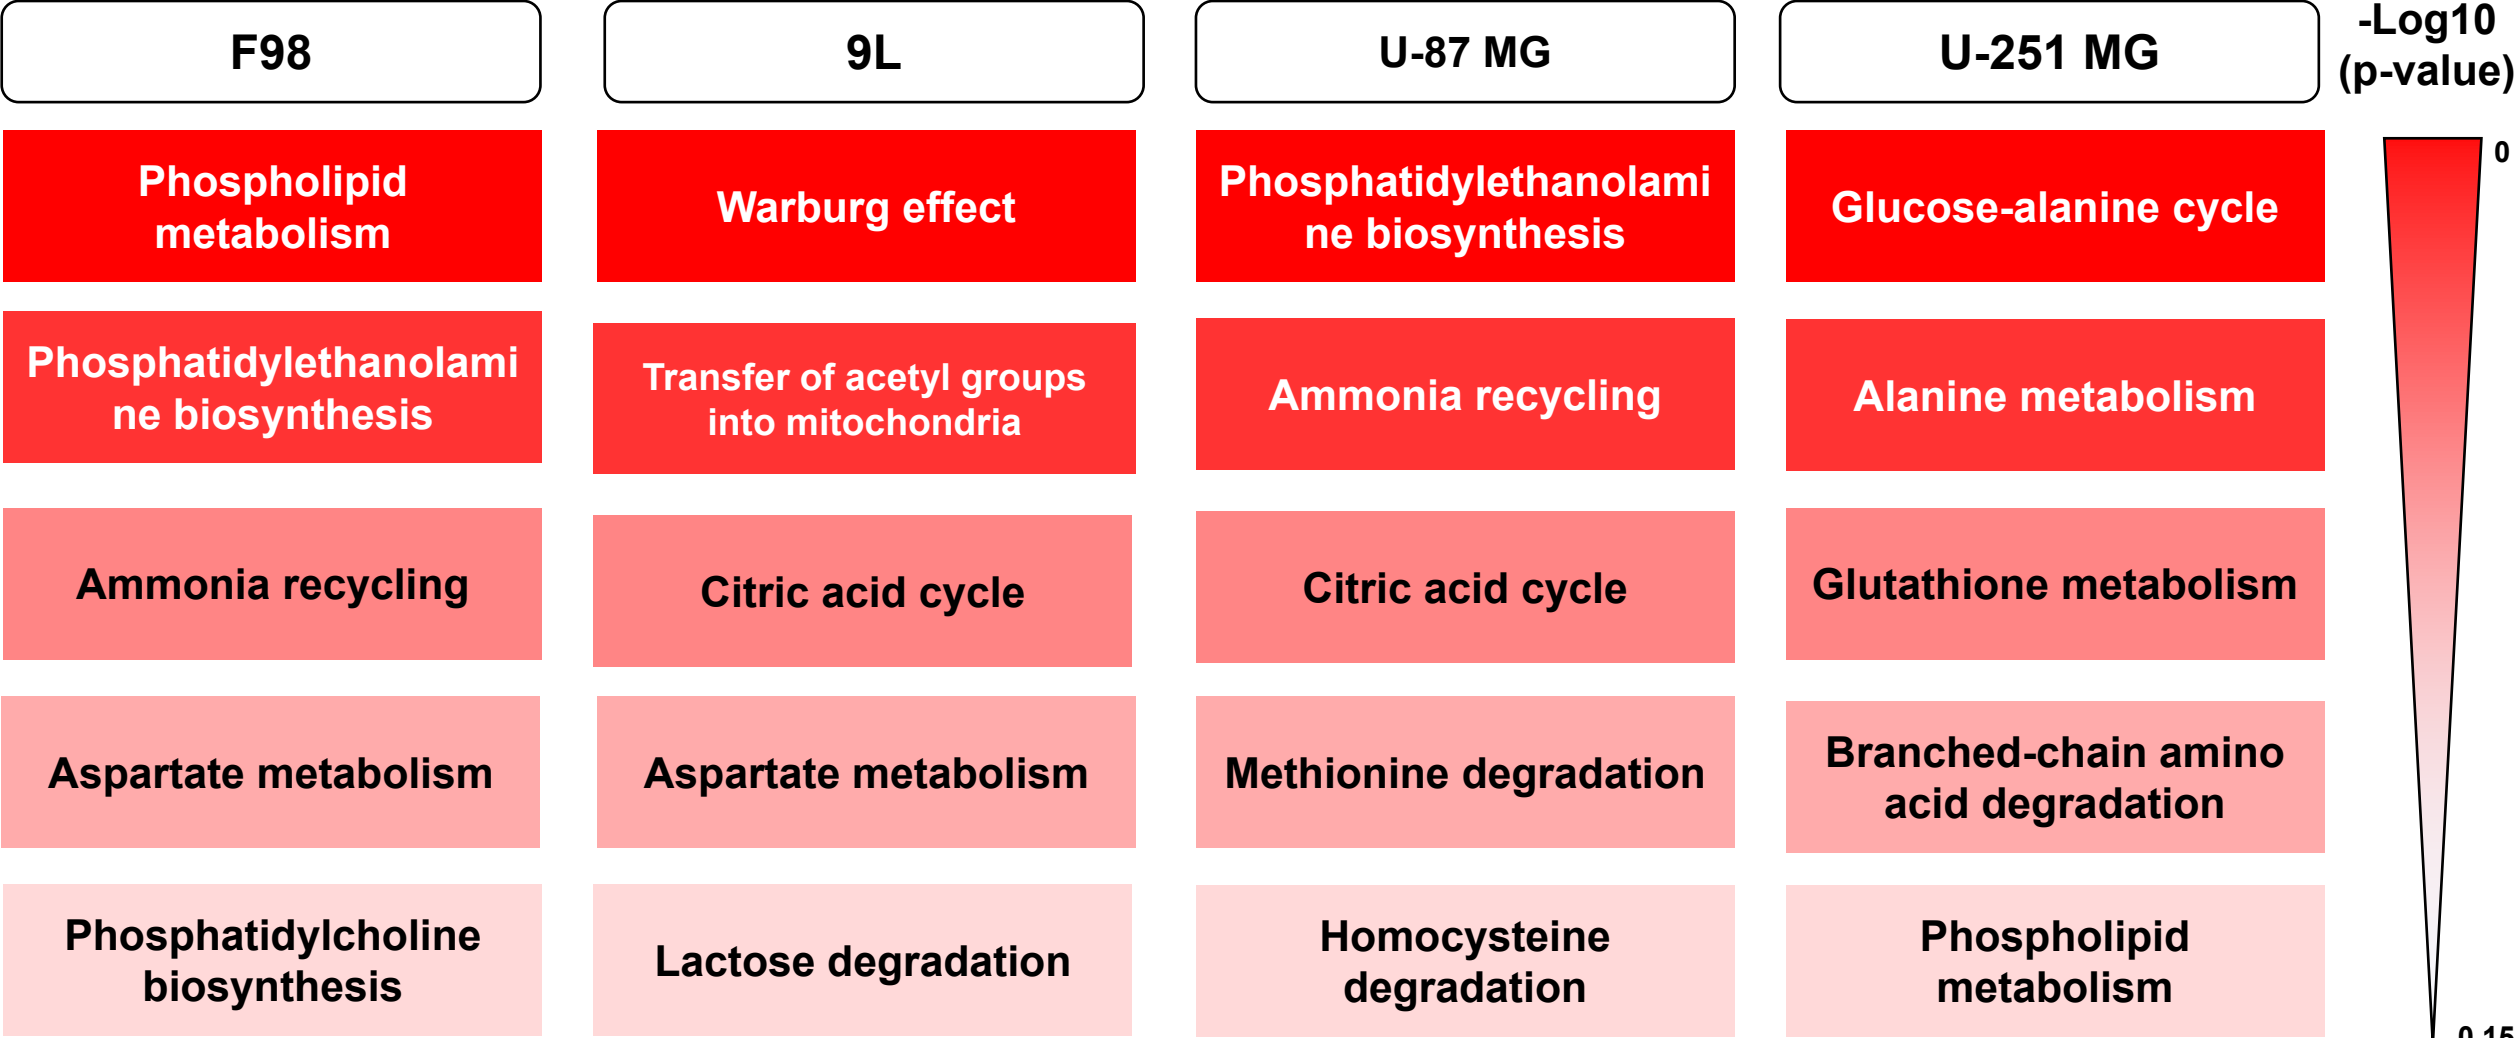 F98
9L
U-87 MG
U-251 MG
-Log10
(p-value)
Phospholipid
metabolism
Warburg effect
Phosphatidylethanolami
ne biosynthesis
Glucose-alanine cycle
0
Phosphatidylethanolami
ne biosynthesis
Transfer of acetyl groups
into mitochondria
Ammonia recycling
Alanine metabolism
Ammonia recycling
Citric acid cycle
Citric acid cycle
Glutathione metabolism
Aspartate metabolism
Aspartate metabolism
Methionine degradation
Branched-chain amino
acid degradation
Phosphatidylcholine
biosynthesis
Lactose degradation
Homocysteine
degradation
Phospholipid
metabolism
0.15